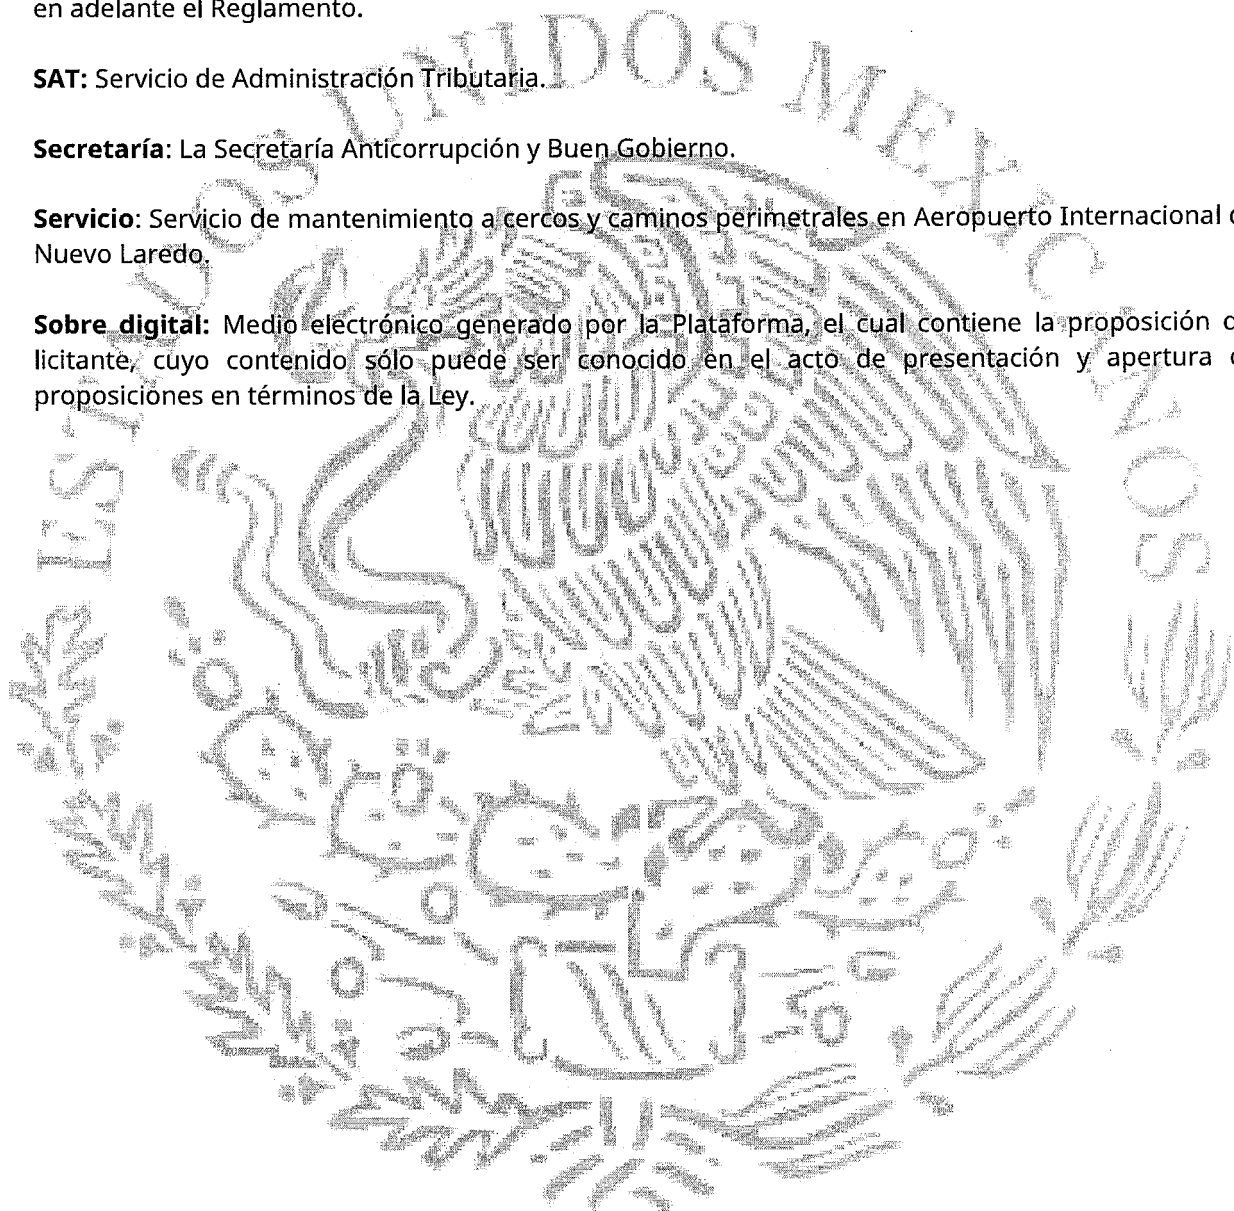 en adelante el Reglamento.
SAT: Servicio de Administración Tributaria.
Secretaría: La Secretaría Anticorrupción y Buen Gobierno.
Servicio: Servicio de mantenimiento a cercos y caminos perimetrales en Aeropuerto Internacional
Nuevo Laredo.
Sobre digital: Medio electrónico generado por la Plataforma, el cual contiene la proposición
licitante, cuyo contenido sólo puede ser conocido en el acto de presentación y apertura
proposiciones en términos de la Ley.
ESTADOS UNIDOS MEXICANOS